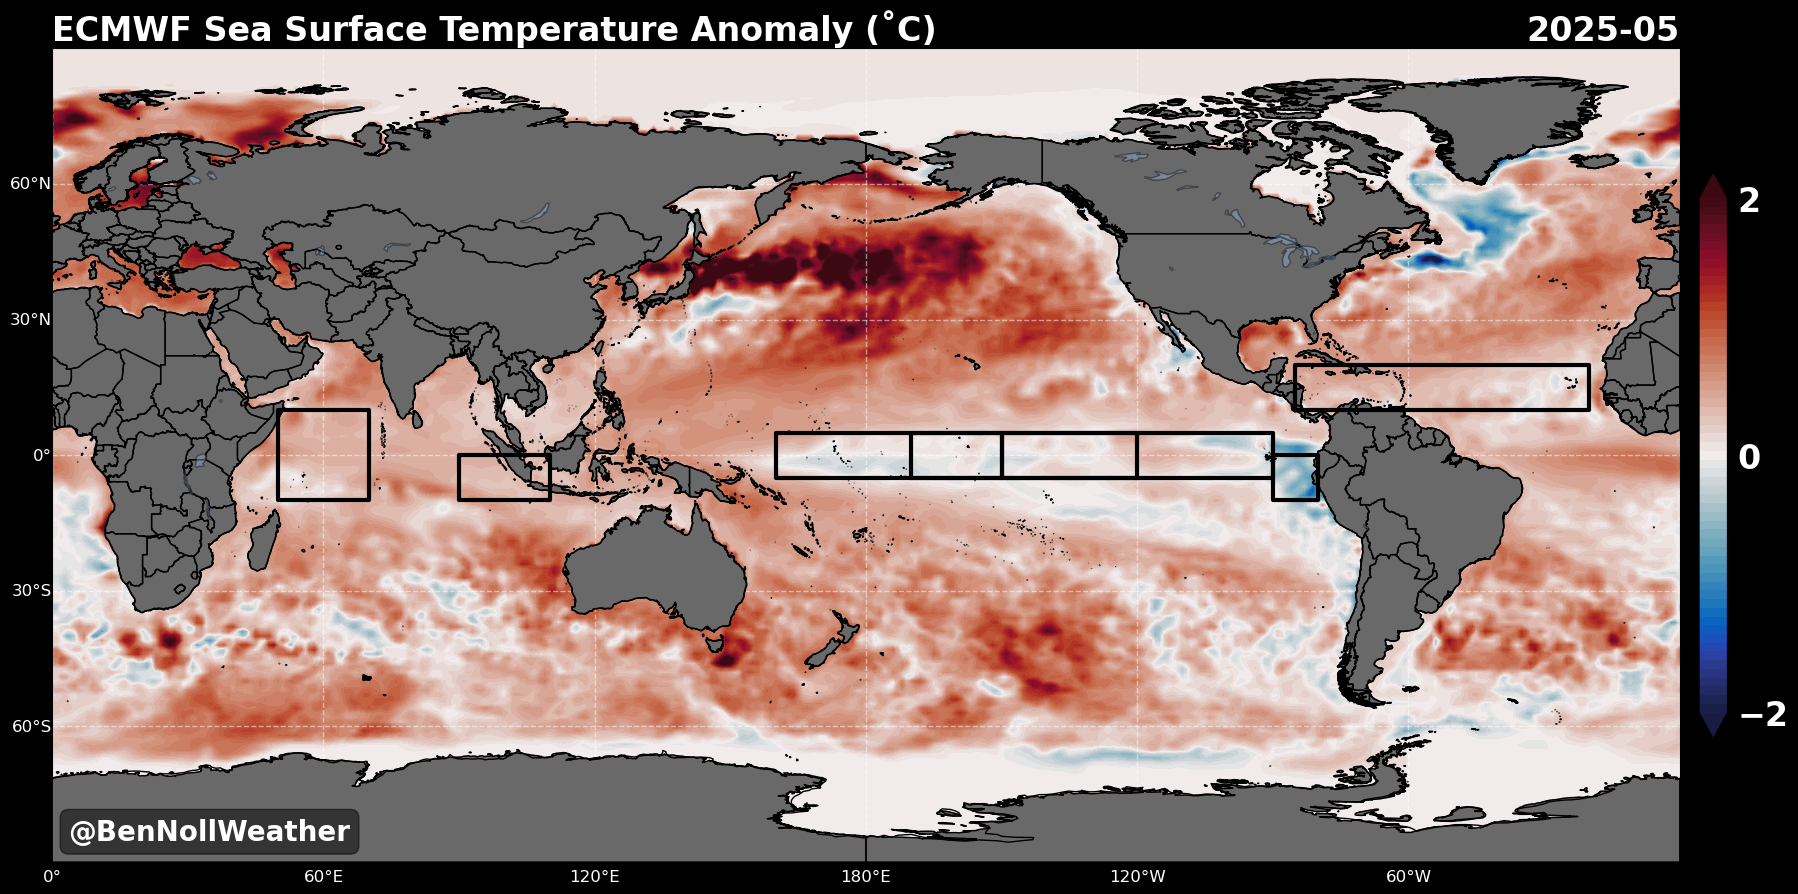 ECMWF Sea Surface Temperature Anomaly (˚C)
2025-05
60°N
30°N
0°
30°S
60°S
2
0
−2
@BenNollWeather
0°
60°E
120°E
180°E
120°W
60°W